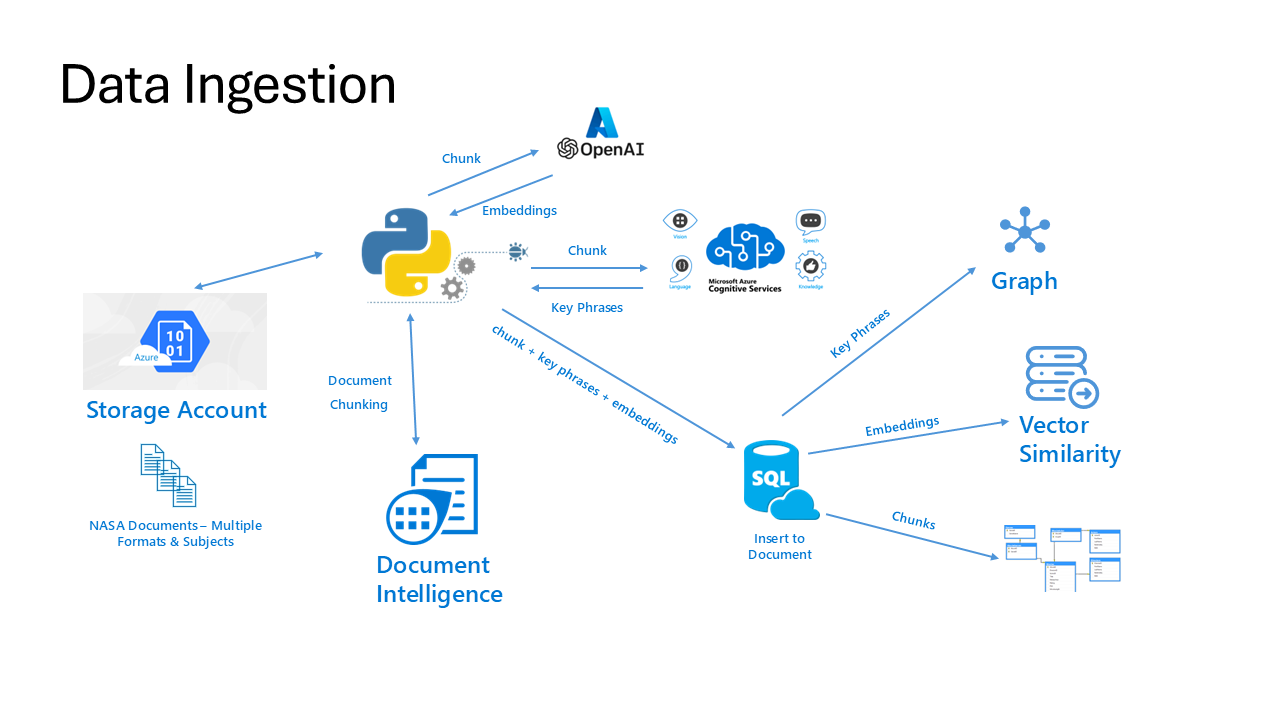 Data Ingestion
OpenAI
Chunk
Embeddings
Vision
Speech
Language
Knowledge
Microsoft Azure
Cognitive Services
Chunk
Key Phrases
Graph
Key Phrases
10
01
Azure
Storage Account
Document
Chunking
chunk + key phrases + embeddings
Embeddings
Vector
Similarity
SQL
Chunks
NASA Documents – Multiple
Formats & Subjects
Insert to
Document
Document
Intelligence